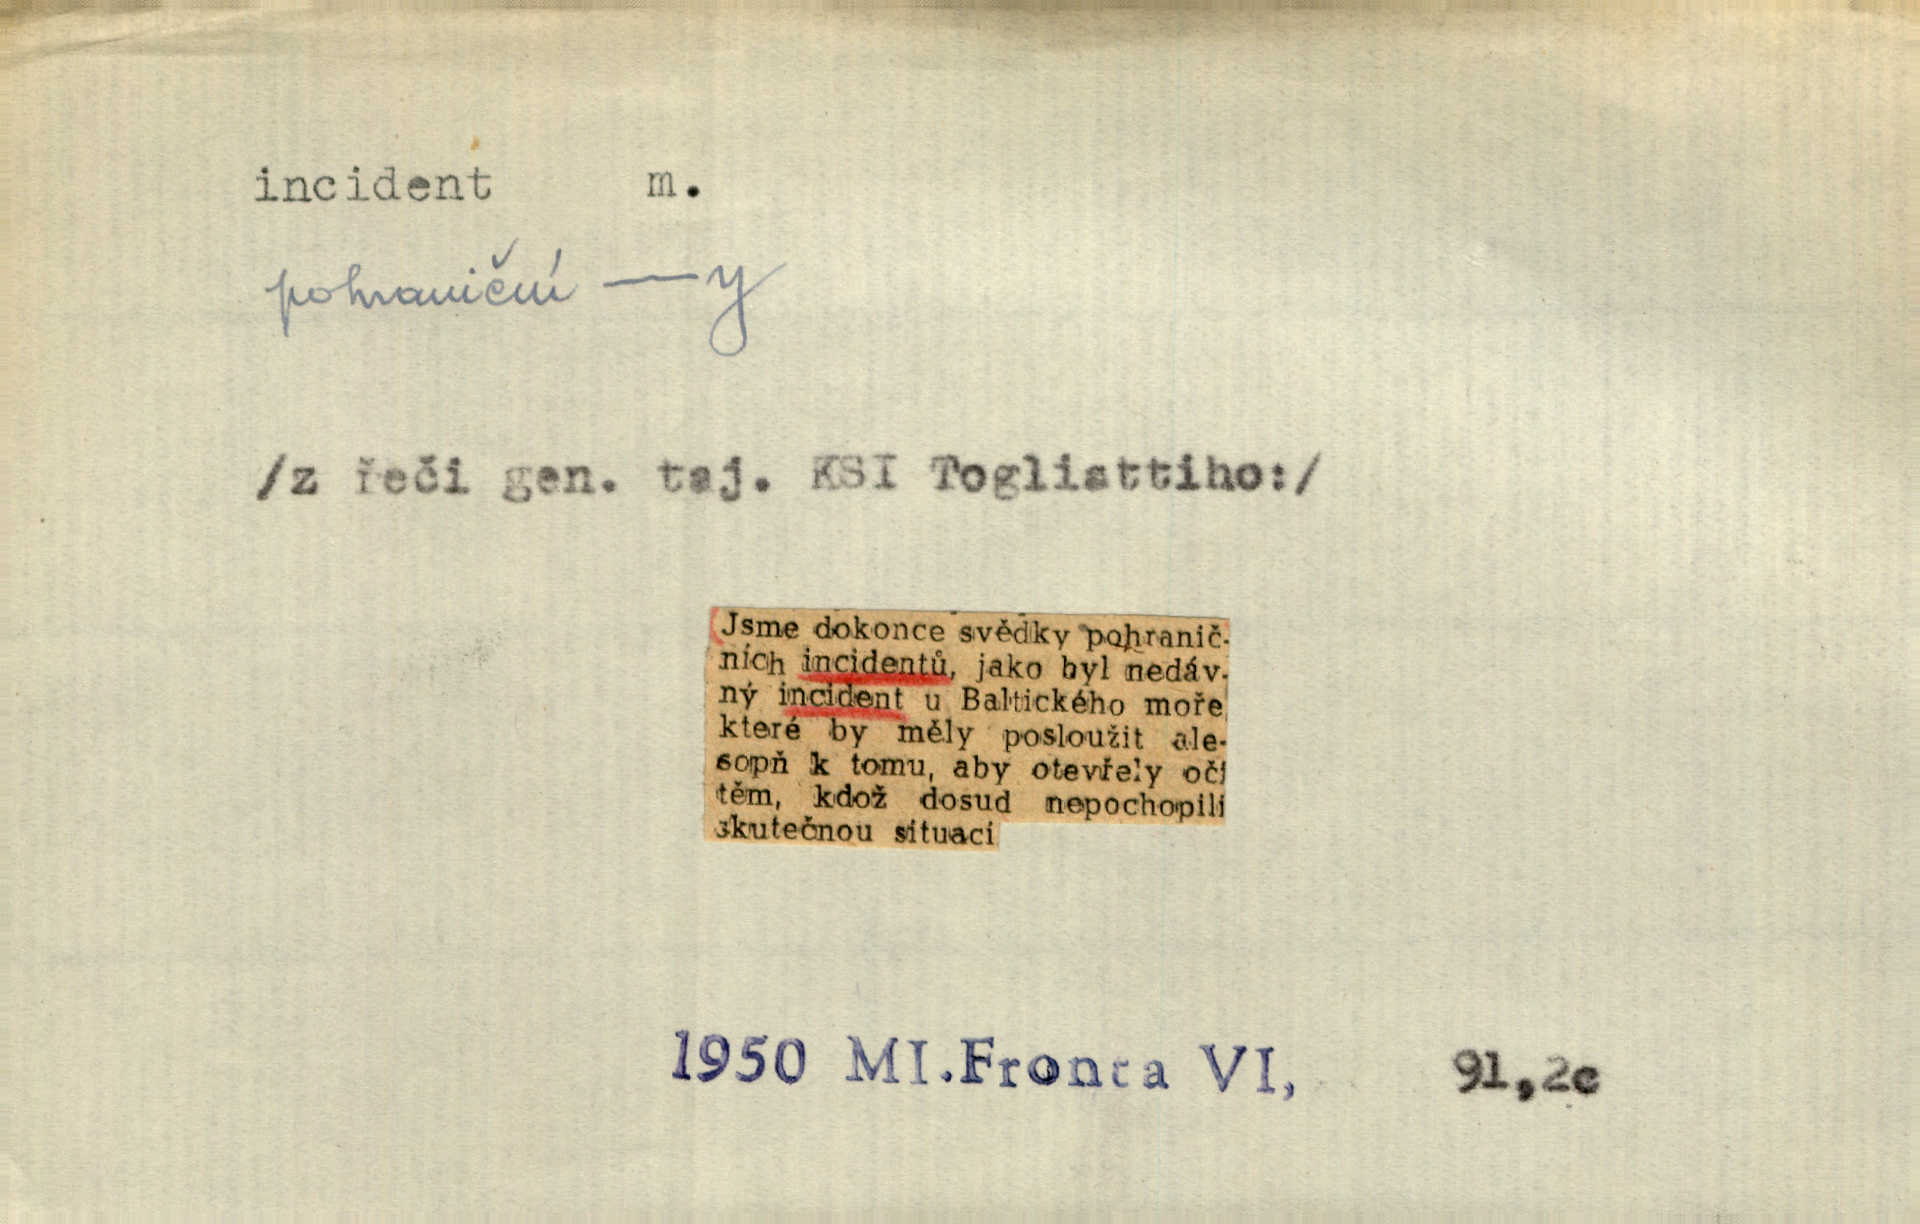 incident m.
pohraniční —y
/z řeči gen. taj. KSI Togliattiho:/
Jsme dokonce svědky pohranič-
ních incidentů, jako byl nedáv-
ný incident u Baltického moře
které by měly posloužit ale-
sopň k tomu, aby otevřely oči
těm, kdož dosud nepochopili
skutečnou situaci
1950 Ml.Fronta VI, 91,2c